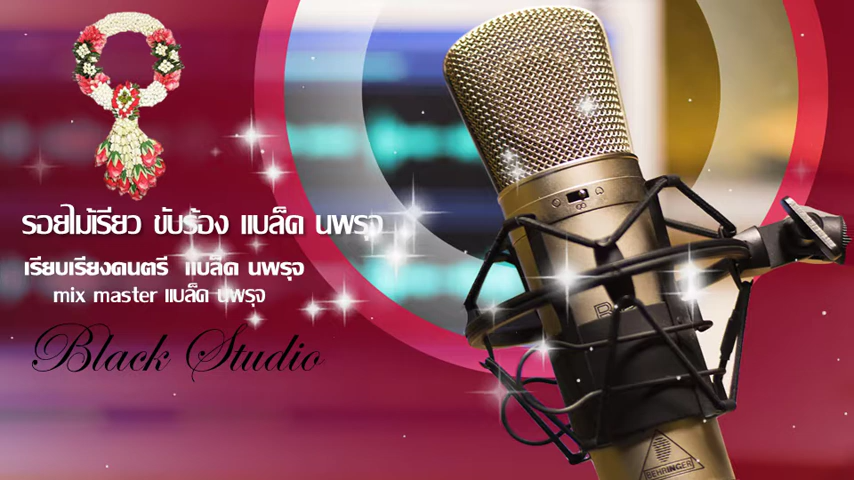 รอยไม้เรียว ขับร้อง แบล็ค นพรุจ
เรียบเรียงดนตรี แบล็ค นพรุจ
mix master แบล็ค นพรุจ
Black Studio
BEHRINGER